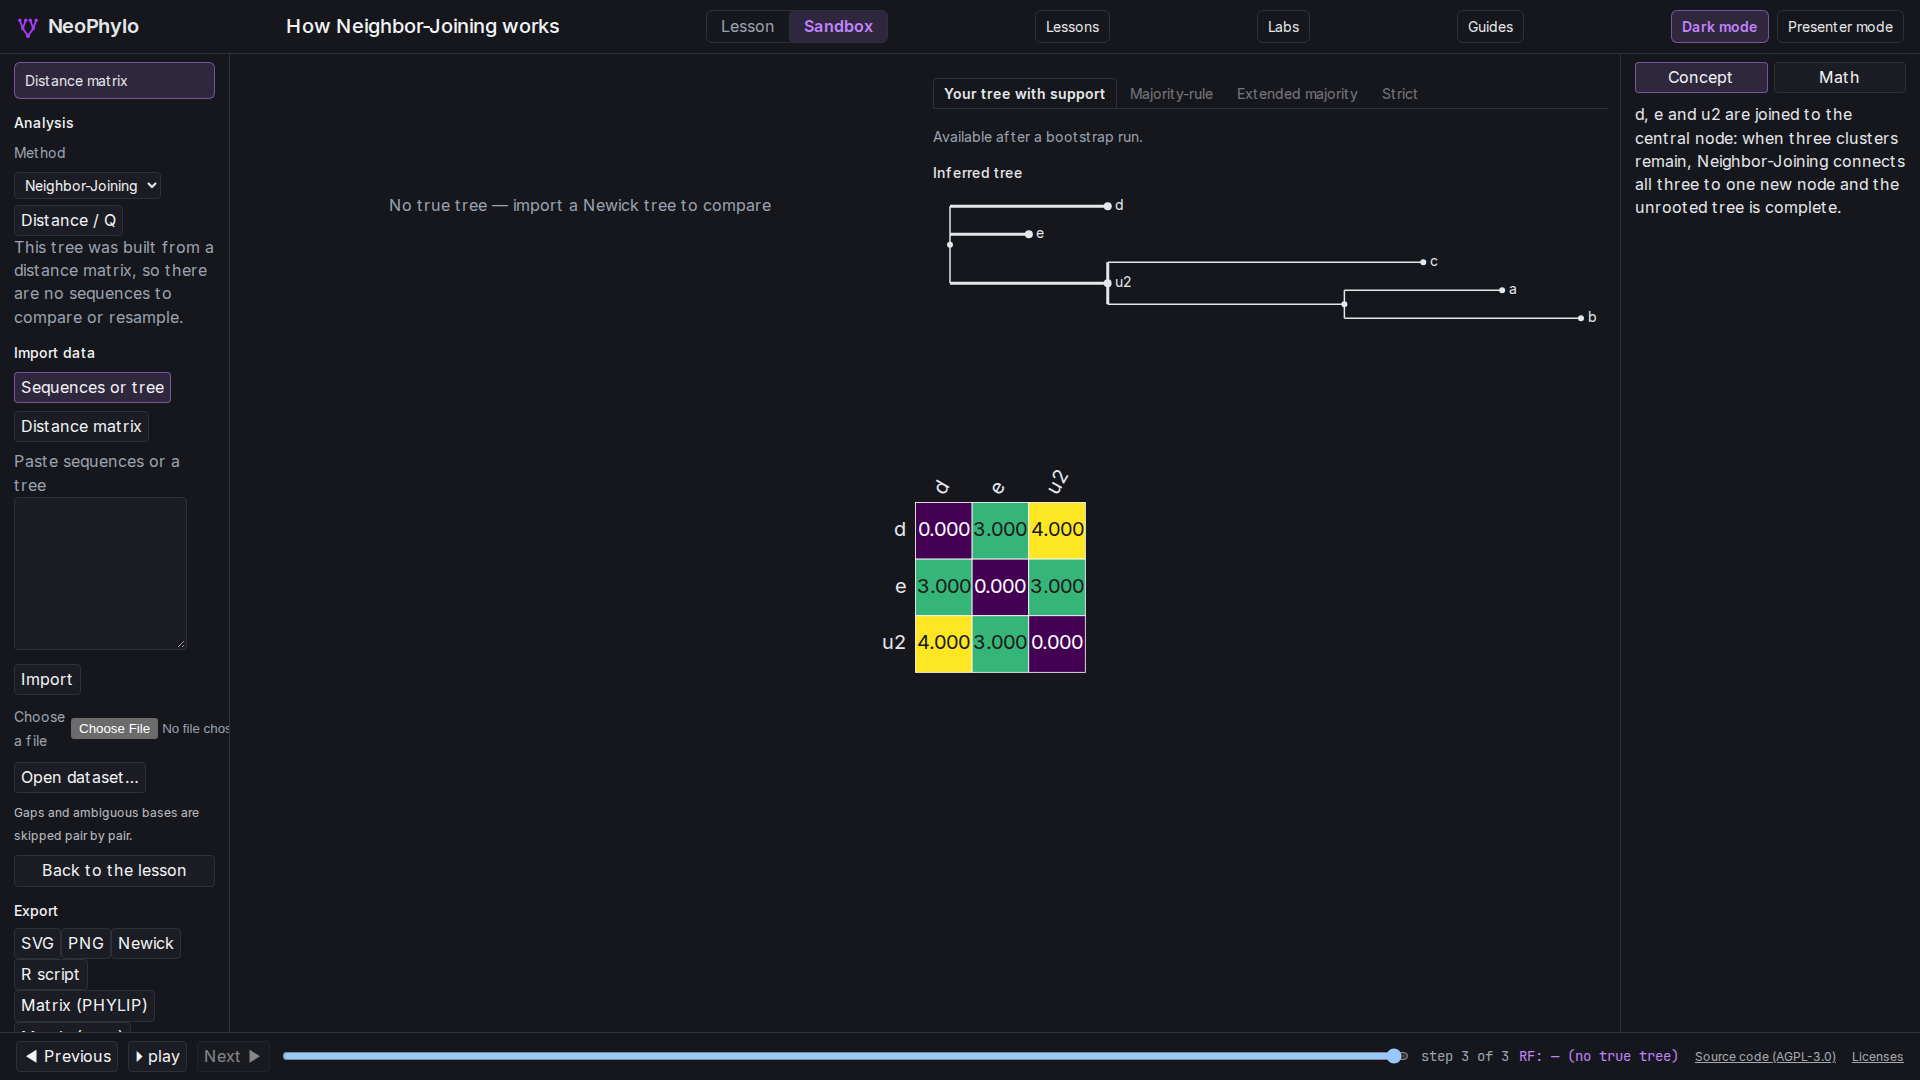 NeoPhylo
How Neighbor-Joining works
Lesson Sandbox
Lessons
Labs
Guides
Dark mode Presenter mode
Distance matrix
Analysis
Method
Neighbor-Joining
Distance / Q
This tree was built from a
distance matrix, so there
are no sequences to
compare or resample.
Import data
Sequences or tree
Distance matrix
Paste sequences or a
tree
Import
Choose
a file
Choose File
Open dataset...
Gaps and ambiguous bases are
skipped pair by pair.
Back to the lesson
Export
SVG PNG Newick
R script
Matrix (PHYLIP)
No true tree — import a Newick tree to compare
Your tree with support Majority-rule Extended majority Strict
Available after a bootstrap run.
Inferred tree
d
e
c
u2
a
b
d e u2
d 0.000 3.000 4.000
e 3.000 0.000 3.000
u2 4.000 3.000 0.000
Concept Math
d, e and u2 are joined to the
central node: when three clusters
remain, Neighbor-Joining connects
all three to one new node and the
unrooted tree is complete.
Previous play Next step 3 of 3 RF: — (no true tree) Source code (AGPL-3.0) Licenses